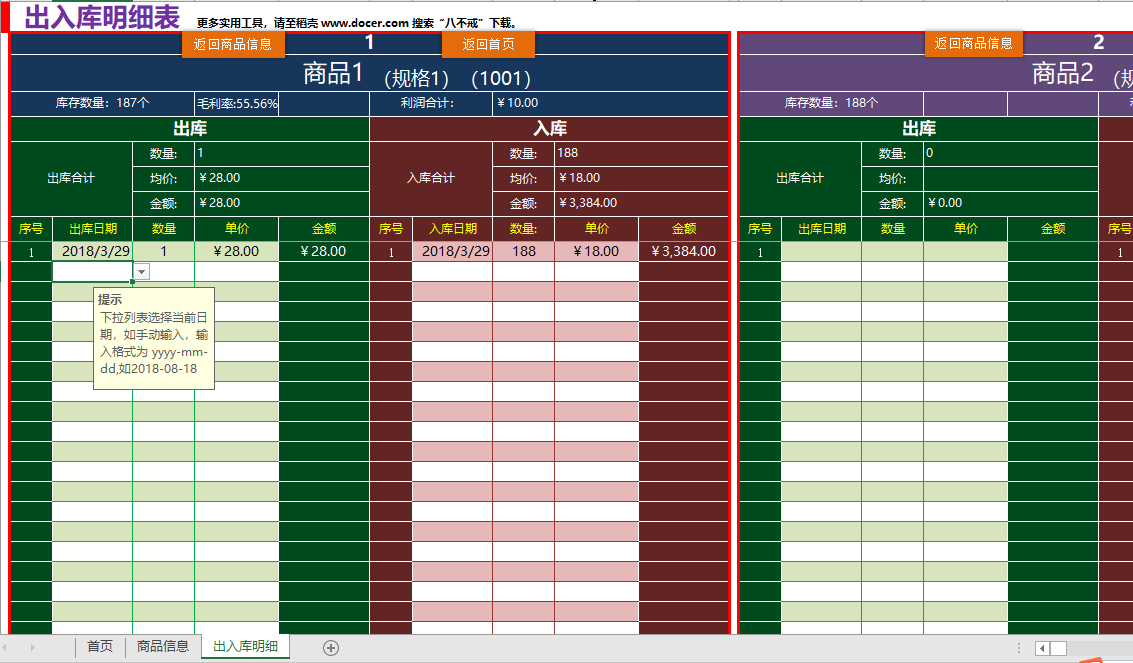 出入库明细表 更多实用工具，请至稻壳 www.docer.com 搜索“八不戒”下载。
返回商品信息 1 返回首页 返回商品信息 2
商品1 （规格1）（1001） 商品2
库存数量：187个 毛利率:55.56% 利润合计： ￥10.00 库存数量：188个
出库 入库 出库
出库合计 数量: 1 入库合计 数量: 188 出库合计 数量: 0
均价: ￥28.00 均价: ￥18.00 均价:
金额: ￥28.00 金额: ￥3,384.00 金额: ￥0.00
序号 出库日期 数量 单价 金额 序号 入库日期 数量: 单价 金额 序号 出库日期 数量 单价 金额 序号
1 2018/3/29 1 ￥28.00 ￥28.00 1 2018/3/29 188 ￥18.00 ￥3,384.00 1 1
提示
下拉列表选择当前日
期，如手动输入，输
入格式为 yyyy-mm-
dd,如2018-08-18
首页 商品信息 出入库明细